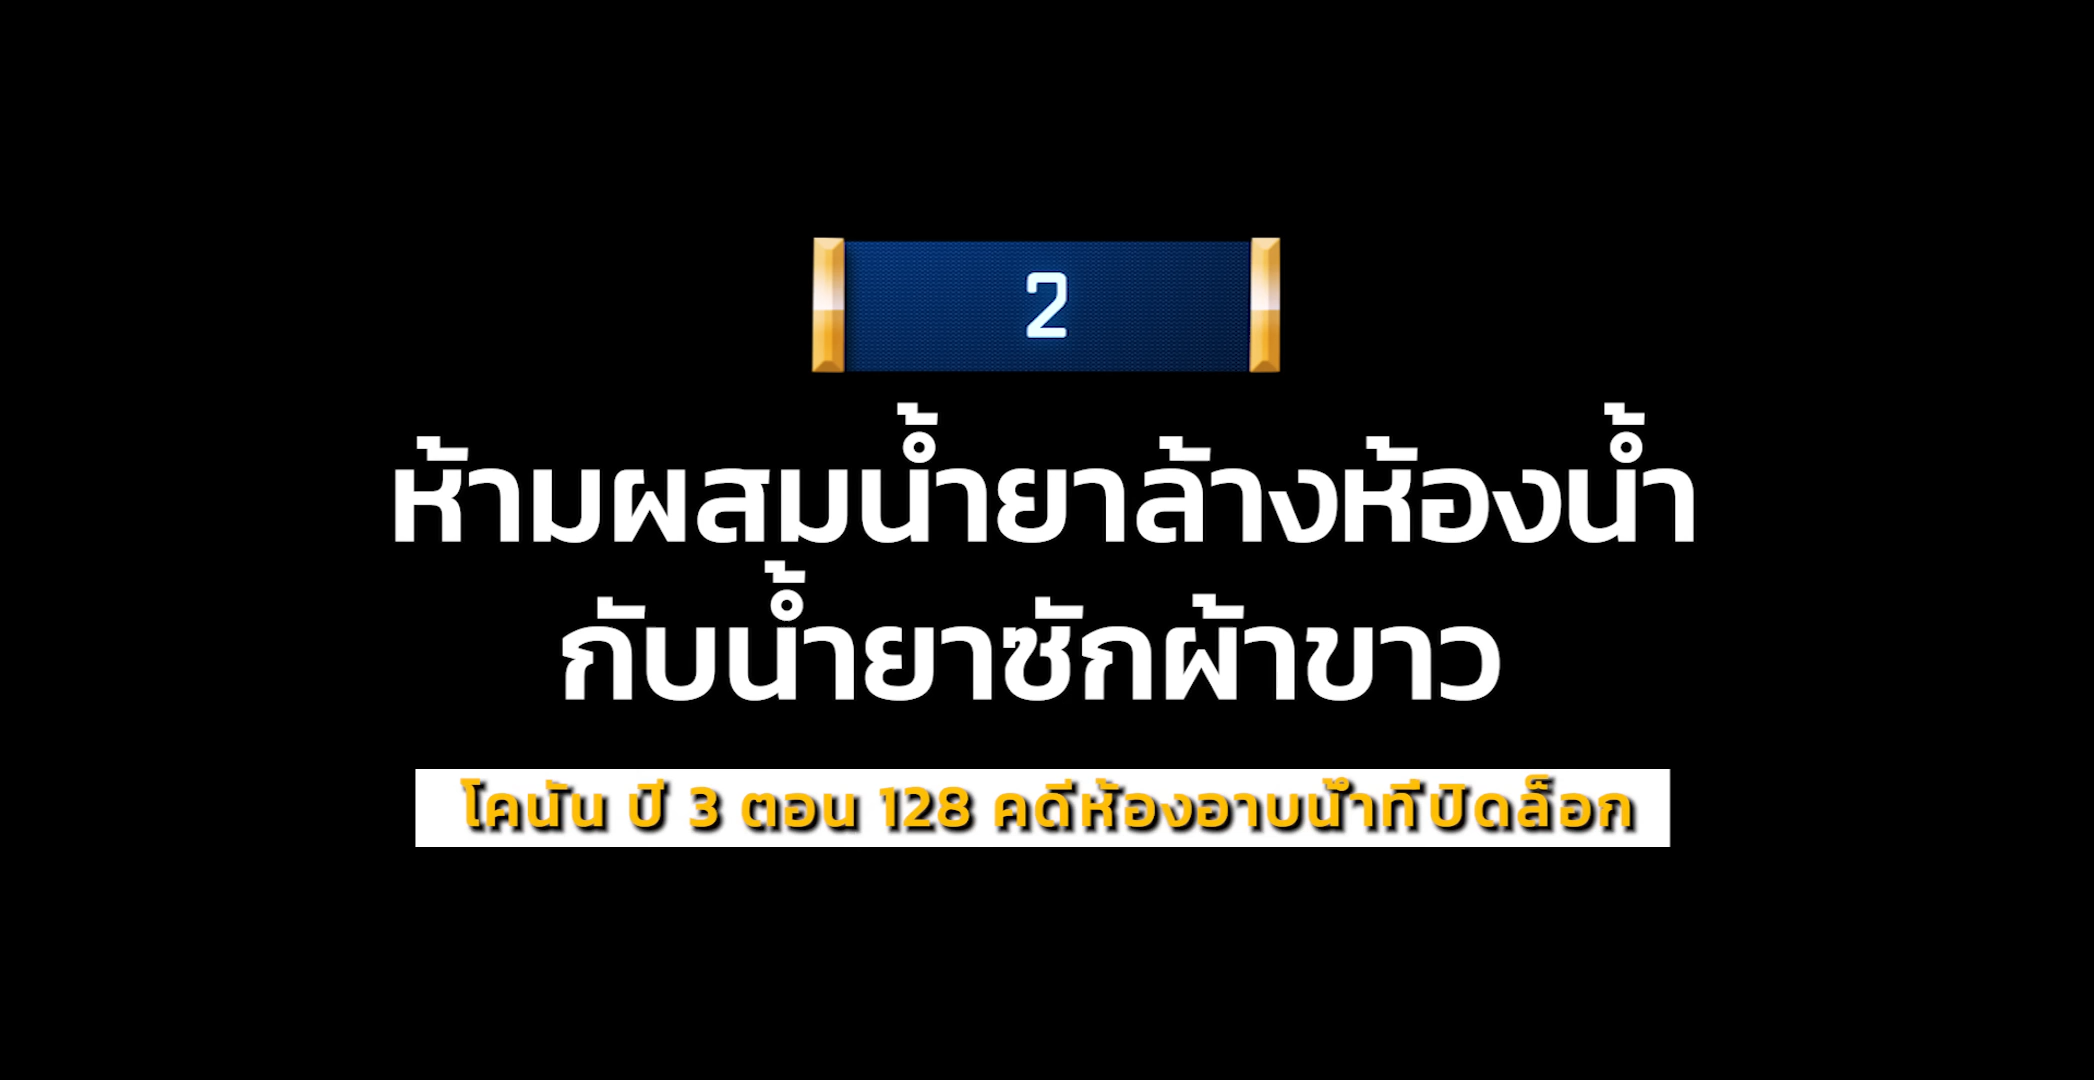 2
ห้ามผสมน้ำยาล้างห้องน้ำ
กับน้ำยาซักผ้าขาว
โคนัน ปี 3 ตอน 128 คดีห้องอาบน้ำที่ปิดล็อก